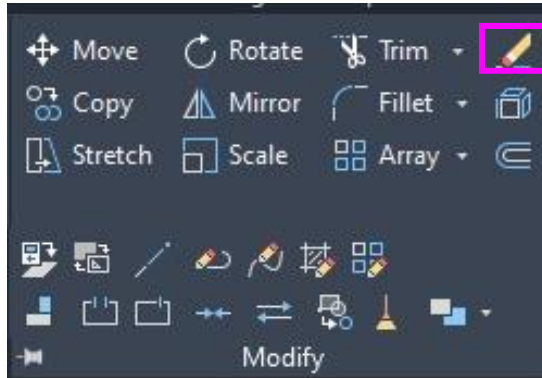 Move Rotate Trim
Copy Mirror Fillet
Stretch Scale Array
Modify